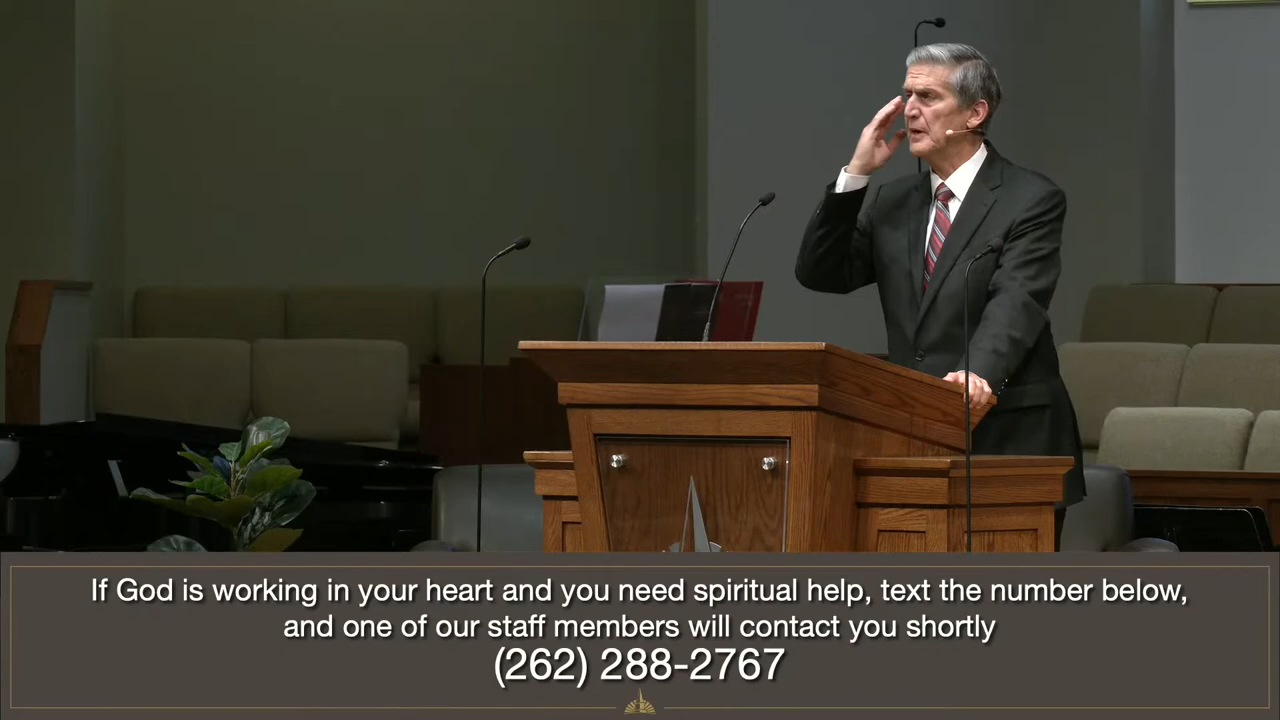 If God is working in your heart and you need spiritual help, text the number below,
and one of our staff members will contact you shortly
(262) 288-2767